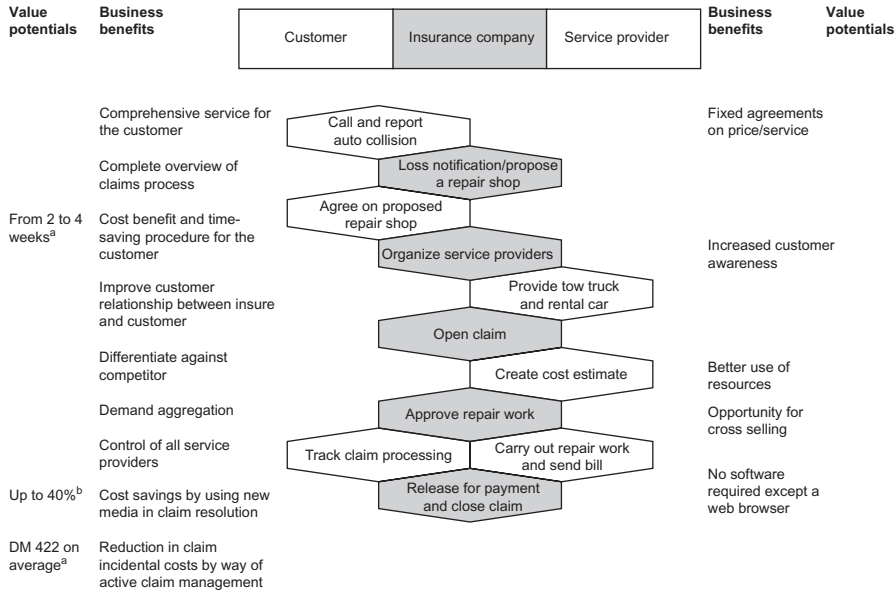 Value
potentials
Business
benefits
Customer
Insurance company
Service provider
Business
benefits
Value
potentials
Comprehensive service for
the customer
Call and report
auto collision
Fixed agreements
on price/service
Complete overview of
claims process
Loss notification/propose
a repair shop
Agree on proposed
repair shop
From 2 to 4
weeksᵃ
Cost benefit and time-
saving procedure for the
customer
Organize service providers
Increased customer
awareness
Improve customer
relationship between insure
and customer
Provide tow truck
and rental car
Open claim
Differentiate against
competitor
Create cost estimate
Better use of
resources
Demand aggregation
Approve repair work
Opportunity for
cross selling
Control of all service
providers
Track claim processing
Carry out repair work
and send bill
No software
required except a
web browser
Up to 40%ᵇ
Cost savings by using new
media in claim resolution
Release for payment
and close claim
DM 422 on
averageᵃ
Reduction in claim
incidental costs by way of
active claim management